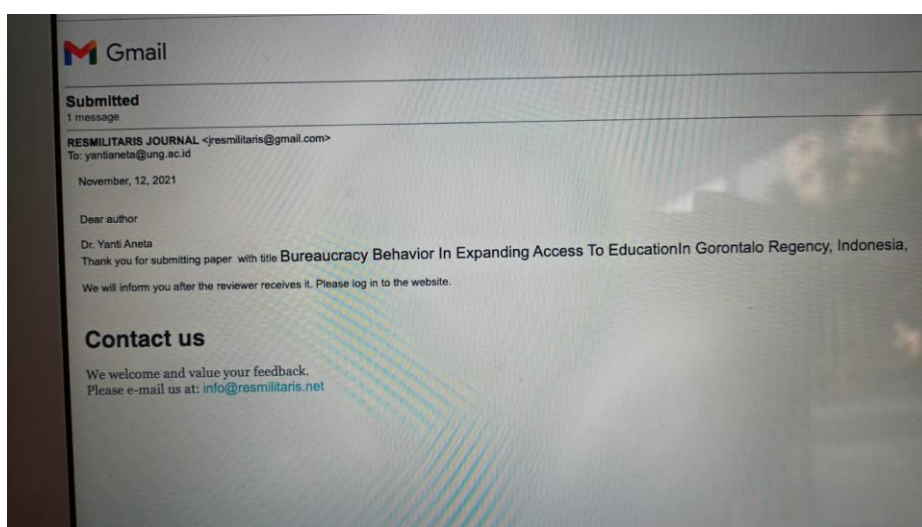 Gmail
Submitted
1 message
RESMILITARIS JOURNAL <jresmilitaris@gmail.com>
To: yantianeta@ung.ac.id
November, 12, 2021
Dear author
Dr. Yanti Aneta
Thank you for submitting paper with title Bureaucracy Behavior In Expanding Access To EducationIn Gorontalo Regency, Indonesia,
We will inform you after the reviewer receives it. Please log in to the website.
Contact us
We welcome and value your feedback.
Please e-mail us at: info@resmilitaris.net